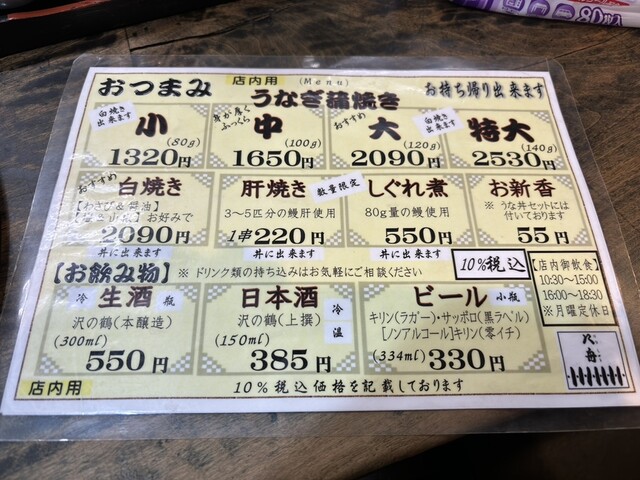 おつまみ 店内用 (Menu) お持ち帰り出来ます
うなぎ蒲焼き
白焼き出来ます 小 (80g) 1320円
身が厚くふっくら 中 (100g) 1650円
おすすめ 大 (120g) 2090円
白焼き出来ます 特大 (140g) 2530円
おすすめ 白焼き
【わさび&醤油】
お好みで
2090円
肝焼き 数量限定
3〜5匹分の鰻肝使用
1串220円
しぐれ煮
80g量の鰻使用
550円
お新香
※うな丼セットには
付いております
55円
丼に出来ます 丼に出来ます 丼に出来ます
【お飲み物】 ※ドリンク類の持ち込みはお気軽にご相談ください
10%税込
冷 生酒 瓶
沢の鶴(本醸造)
(300ml)
550円
日本酒 冷 温
沢の鶴(上撰)
(150ml)
385円
ビール 小瓶
キリン(ラガー)・サッポロ(黒ラベル)
[ノンアルコール]キリン(零イチ)
(334ml) 330円
【店内御飲食】
10:30〜15:00
16:00〜18:30
※月曜定休日
店内用 10%税込価格を記載しております